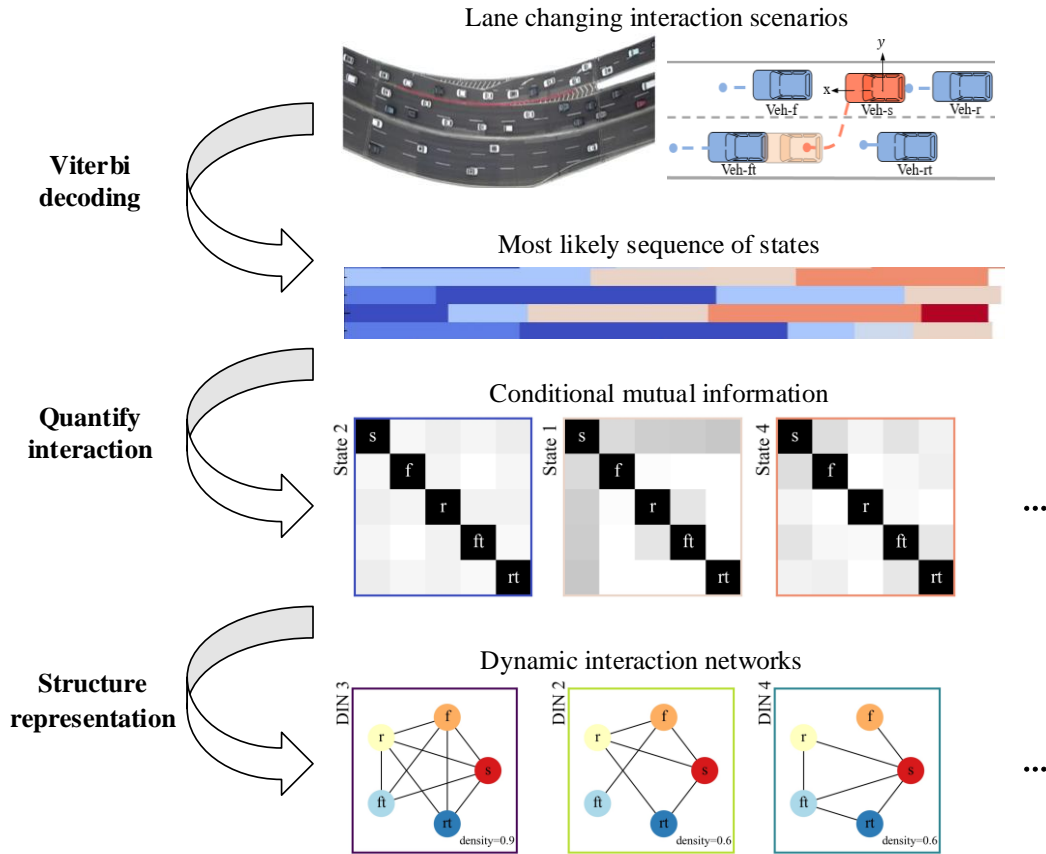 Lane changing interaction scenarios
y
x
Veh-f
Veh-s
Veh-r
Veh-ft
Veh-rt
Viterbi
decoding
Most likely sequence of states
Quantify
interaction
Conditional mutual information
State 2
s
f
r
ft
rt
State 1
s
f
r
ft
rt
State 4
s
f
r
ft
rt
...
Structure
representation
Dynamic interaction networks
DIN 3
f
r
s
ft
rt
density=0.9
DIN 2
f
r
s
ft
rt
density=0.6
DIN 4
f
r
s
ft
rt
density=0.6
...